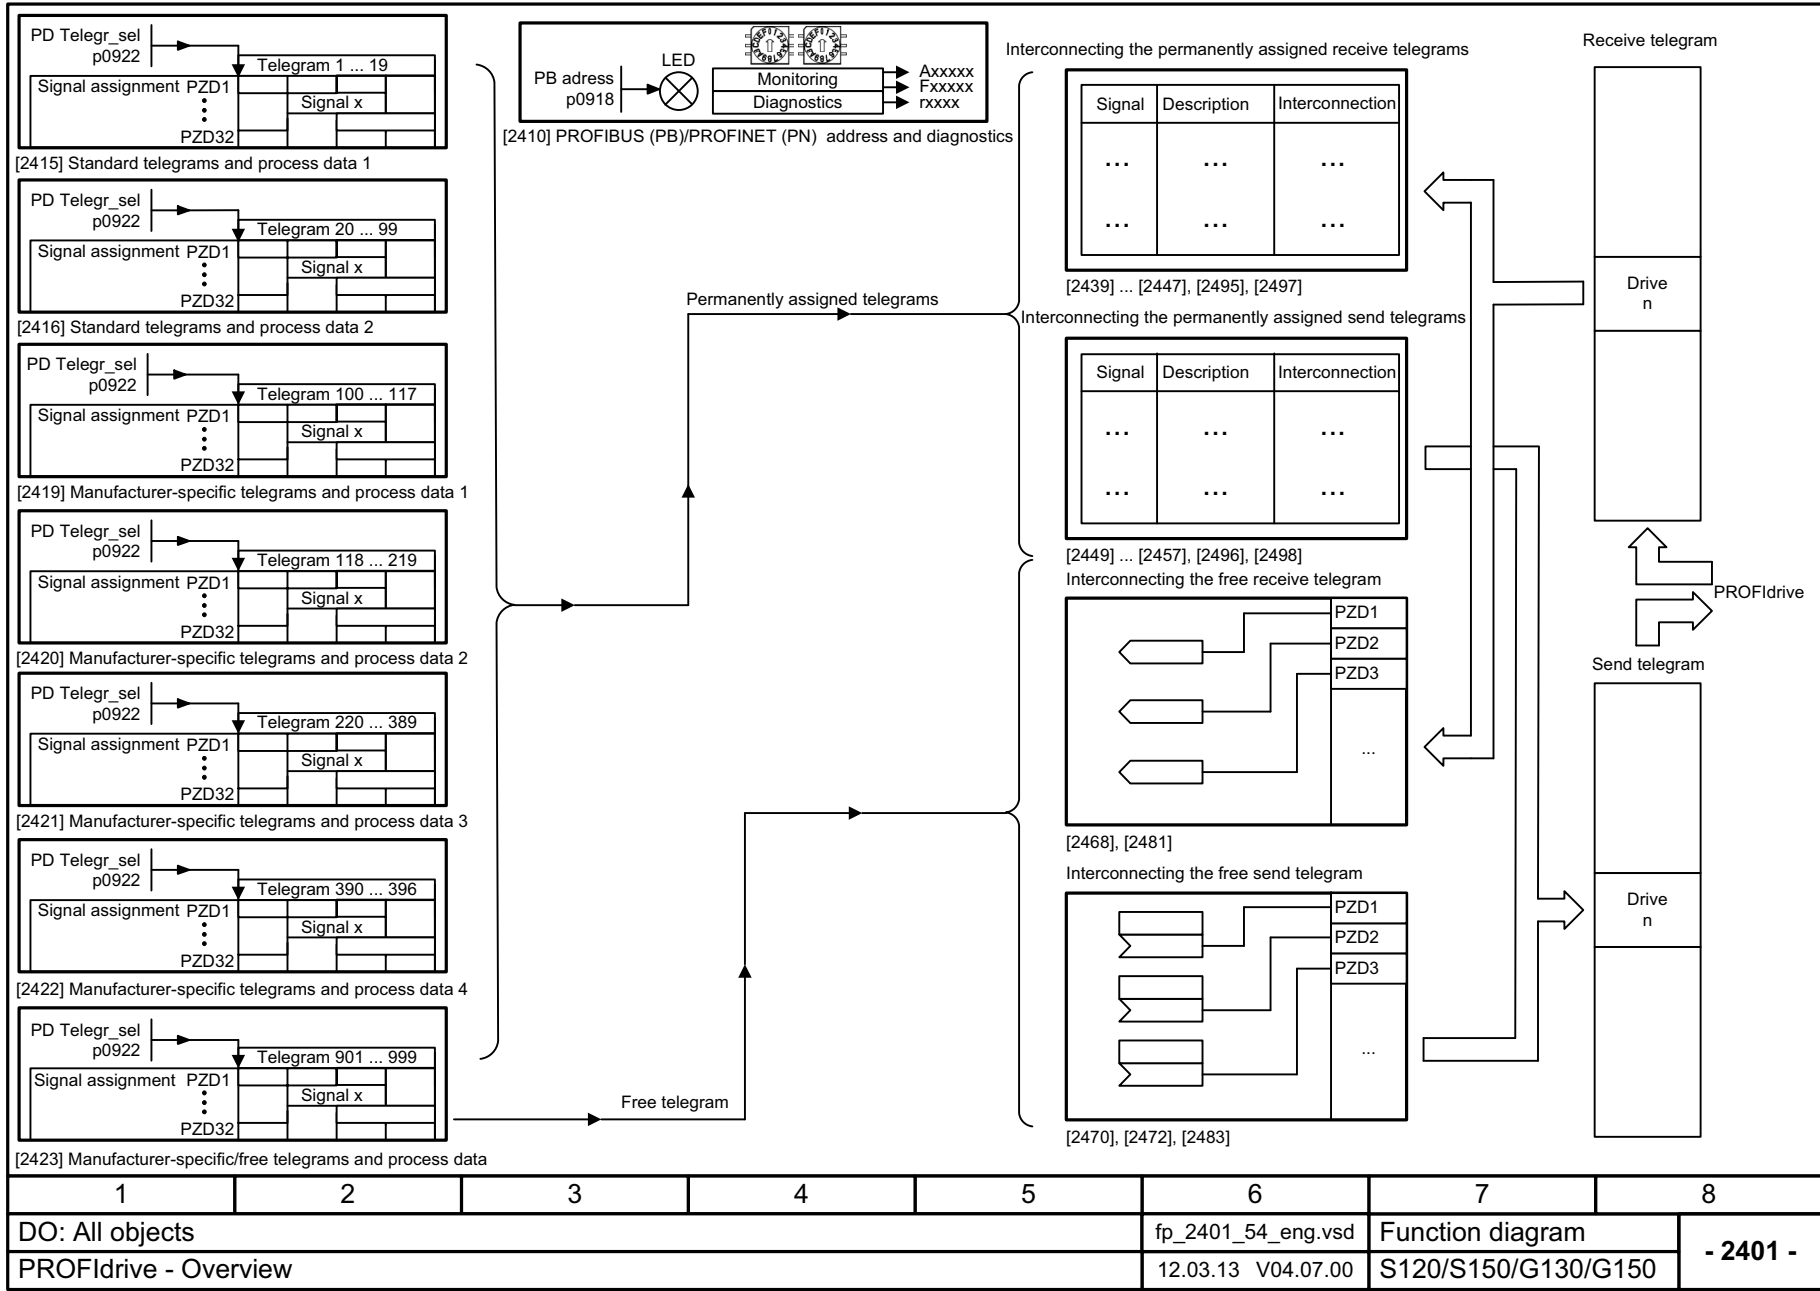 PD Telegr_sel
p0922
Telegram 1 ... 19
Signal assignment PZD1
Signal x
PZD32
[2415] Standard telegrams and process data 1
PD Telegr_sel
p0922
Telegram 20 ... 99
Signal assignment PZD1
Signal x
PZD32
[2416] Standard telegrams and process data 2
PD Telegr_sel
p0922
Telegram 100 ... 117
Signal assignment PZD1
Signal x
PZD32
[2419] Manufacturer-specific telegrams and process data 1
PD Telegr_sel
p0922
Telegram 118 ... 219
Signal assignment PZD1
Signal x
PZD32
[2420] Manufacturer-specific telegrams and process data 2
PD Telegr_sel
p0922
Telegram 220 ... 389
Signal assignment PZD1
Signal x
PZD32
[2421] Manufacturer-specific telegrams and process data 3
PD Telegr_sel
p0922
Telegram 390 ... 396
Signal assignment PZD1
Signal x
PZD32
[2422] Manufacturer-specific telegrams and process data 4
PD Telegr_sel
p0922
Telegram 901 ... 999
Signal assignment PZD1
Signal x
PZD32
[2423] Manufacturer-specific/free telegrams and process data
PB adress
p0918
LED
Monitoring
Diagnostics
Axxxxx
Fxxxxx
rxxxx
[2410] PROFIBUS (PB)/PROFINET (PN) address and diagnostics
Permanently assigned telegrams
Free telegram
Interconnecting the permanently assigned receive telegrams
Signal Description Interconnection
... ... ...
... ... ...
[2439] ... [2447], [2495], [2497]
Interconnecting the permanently assigned send telegrams
Signal Description Interconnection
... ... ...
... ... ...
[2449] ... [2457], [2496], [2498]
Interconnecting the free receive telegram
PZD1
PZD2
PZD3
...
[2468], [2481]
Interconnecting the free send telegram
PZD1
PZD2
PZD3
...
[2470], [2472], [2483]
Receive telegram
Drive
n
PROFIdrive
Send telegram
Drive
n
1 2 3 4 5 6 7 8
DO: All objects
fp_2401_54_eng.vsd
Function diagram
- 2401 -
PROFIdrive - Overview
12.03.13 V04.07.00
S120/S150/G130/G150